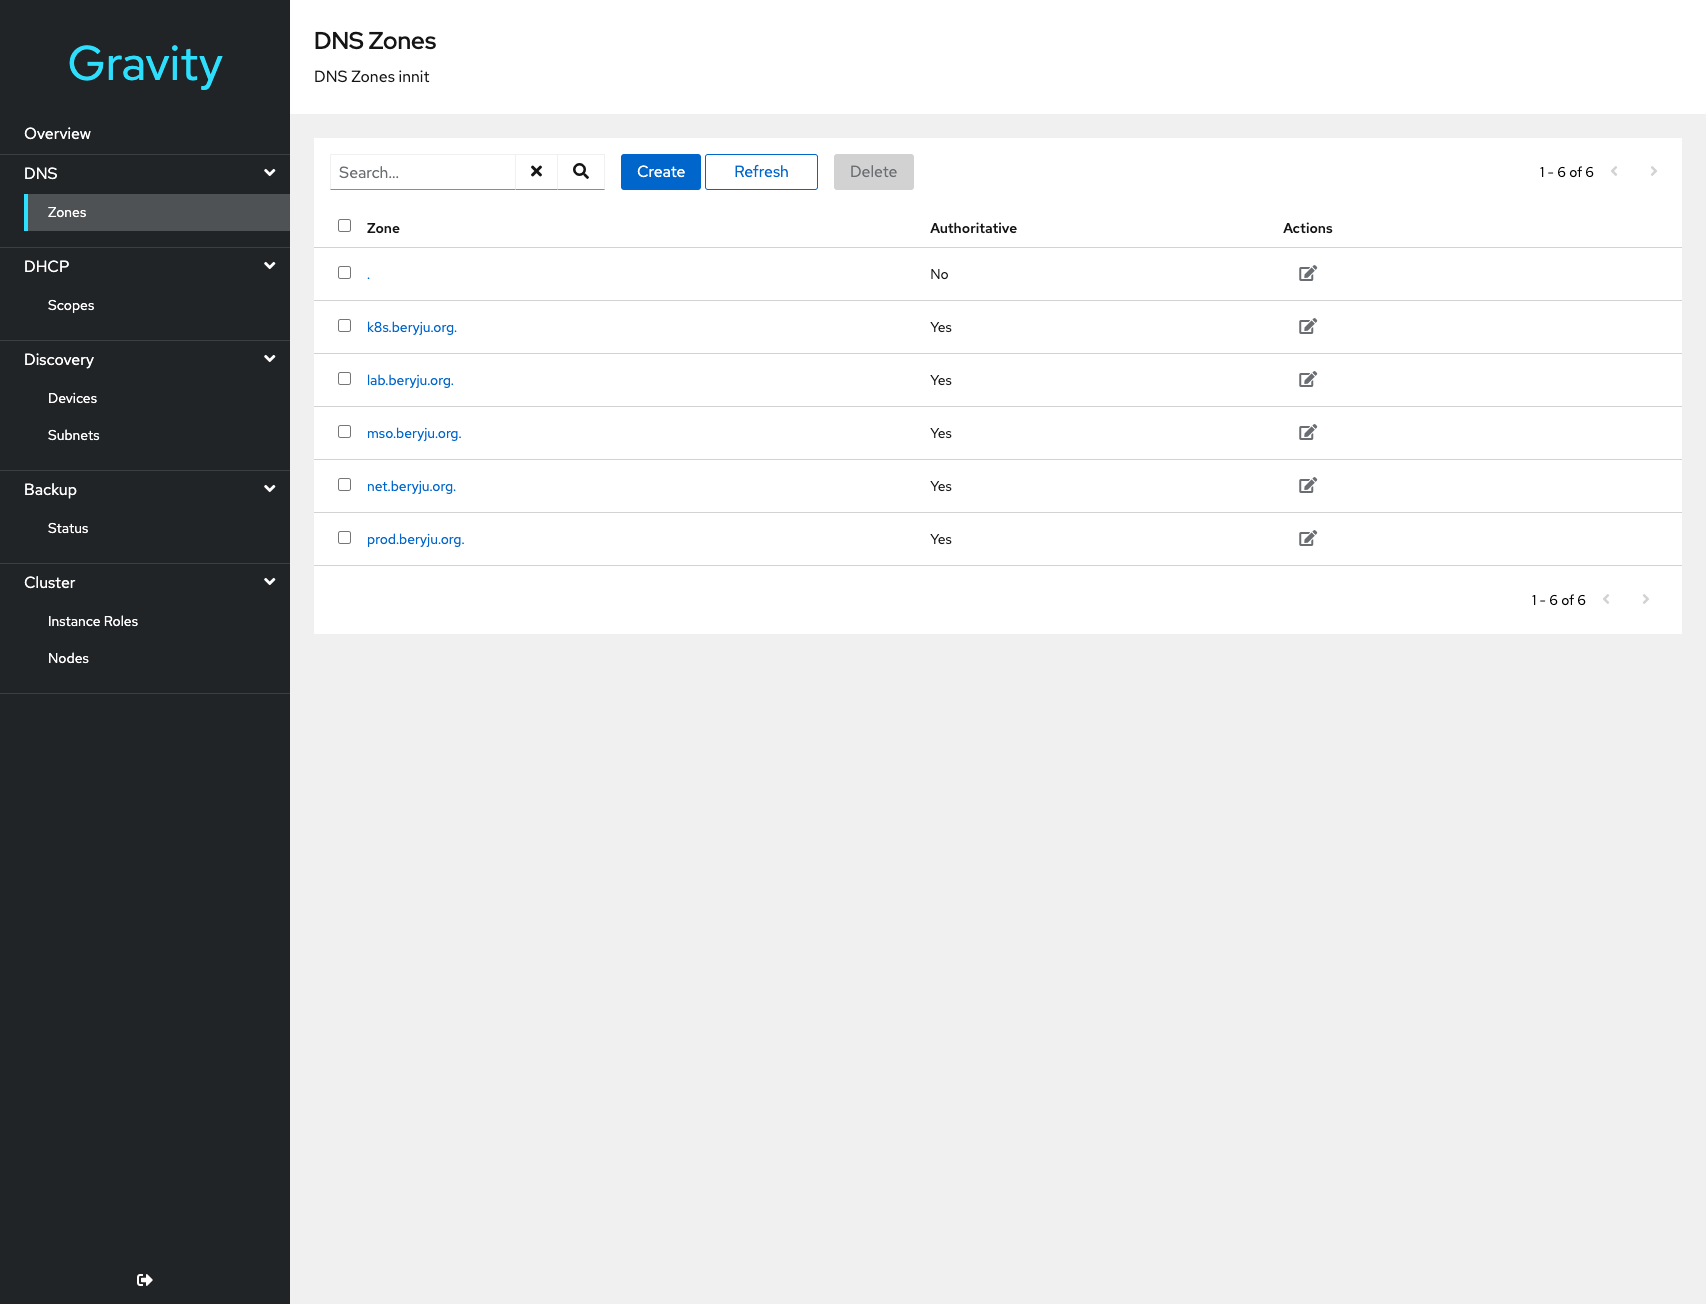 Gravity
Overview
DNS
Zones
DHCP
Scopes
Discovery
Devices
Subnets
Backup
Status
Cluster
Instance Roles
Nodes
DNS Zones
DNS Zones innit
Search... Create Refresh Delete 1 - 6 of 6
Zone Authoritative Actions
. No
k8s.beryju.org. Yes
lab.beryju.org. Yes
mso.beryju.org. Yes
net.beryju.org. Yes
prod.beryju.org. Yes
1 - 6 of 6